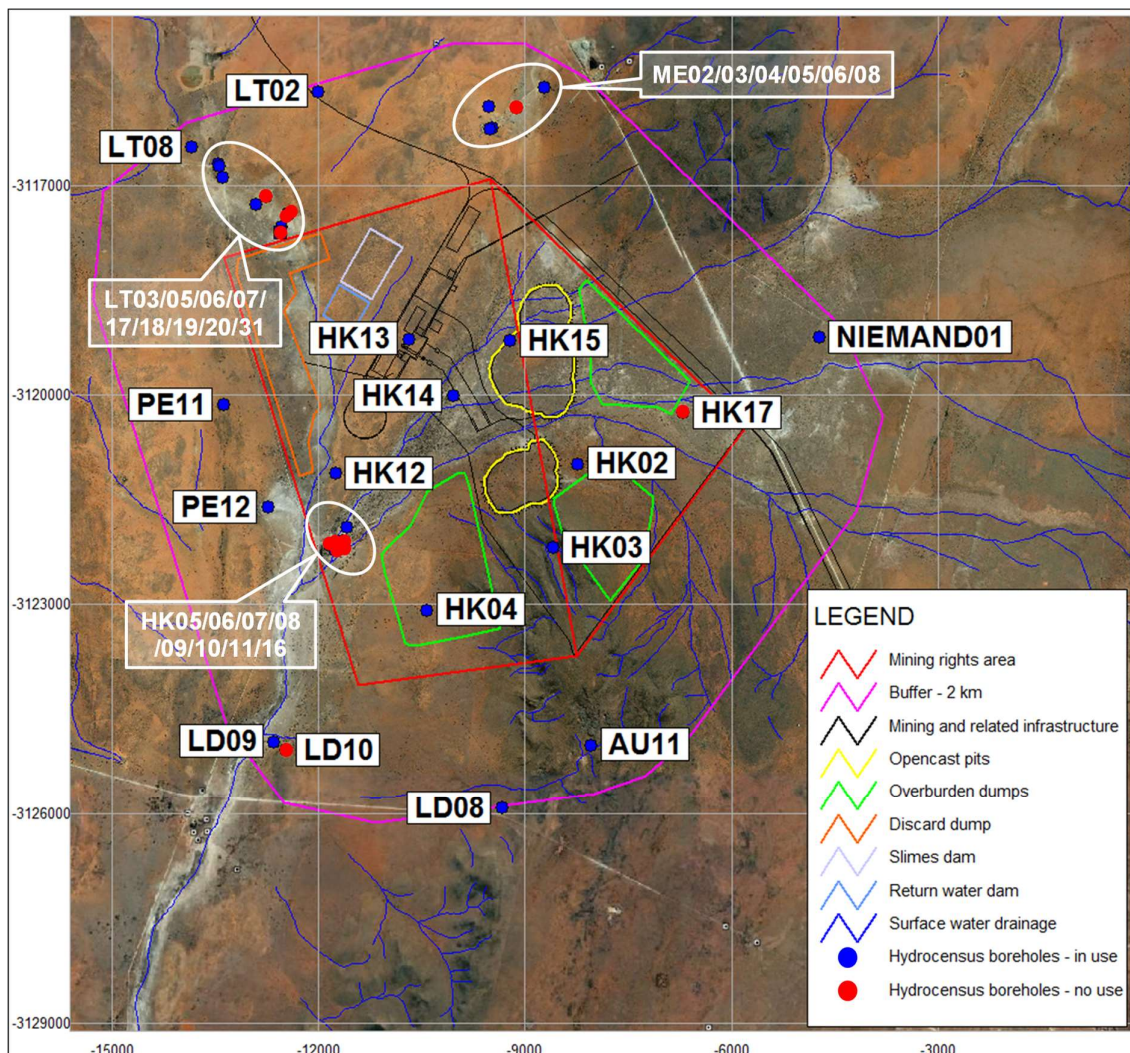 ME02/03/04/05/06/08
LT02
LT08
-3117000
LT03/05/06/07/
17/18/19/20/31
HK13
HK15
NIEMAND01
-3120000
PE11
HK14
HK17
HK12
HK02
PE12
HK03
-3123000
HK05/06/07/08
/09/10/11/16
HK04
LD09
LD10
AU11
LD08
-3126000
-3129000
-15000
-12000
-9000
-6000
-3000
LEGEND
Mining rights area
Buffer - 2 km
Mining and related infrastructure
Opencast pits
Overburden dumps
Discard dump
Slimes dam
Return water dam
Surface water drainage
Hydrocensus boreholes - in use
Hydrocensus boreholes - no use